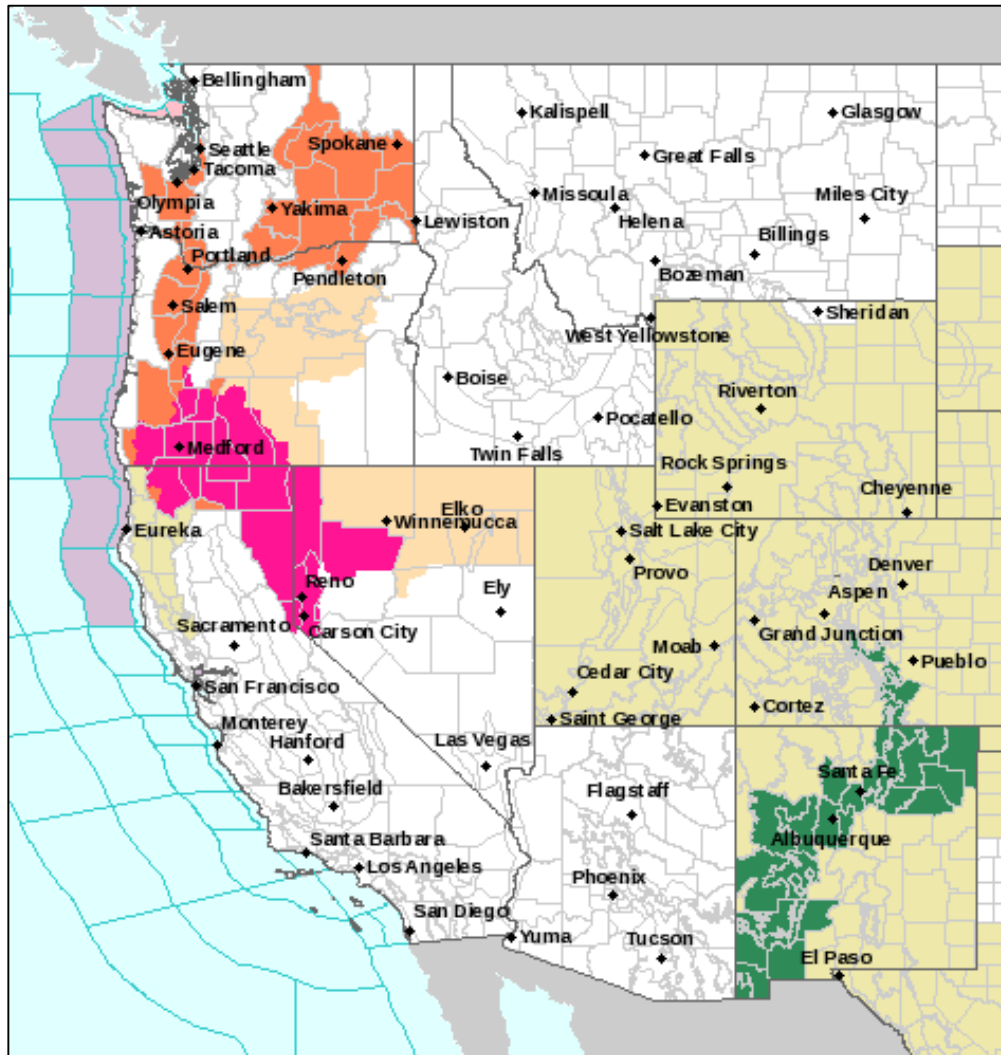 Bellingham
Kalispell
Glasgow
Seattle
Spokane
Great Falls
Tacoma
Missoula
Miles City
Olympia
Yakima
Lewiston
Helena
Astoria
Billings
Portland
Pendleton
Bozeman
Salem
Sheridan
West Yellowstone
Eugene
Boise
Riverton
Pocatello
Medford
Twin Falls
Rock Springs
Cheyenne
Evanston
Elko
Winnemucca
Eureka
Salt Lake City
Provo
Denver
Reno
Ely
Aspen
Sacramento
Carson City
Grand Junction
Moab
Pueblo
Cedar City
San Francisco
Cortez
Saint George
Monterey
Hanford
Las Vegas
Santa Fe
Bakersfield
Flagstaff
Albuquerque
Santa Barbara
Los Angeles
Phoenix
San Diego
Yuma
Tucson
El Paso